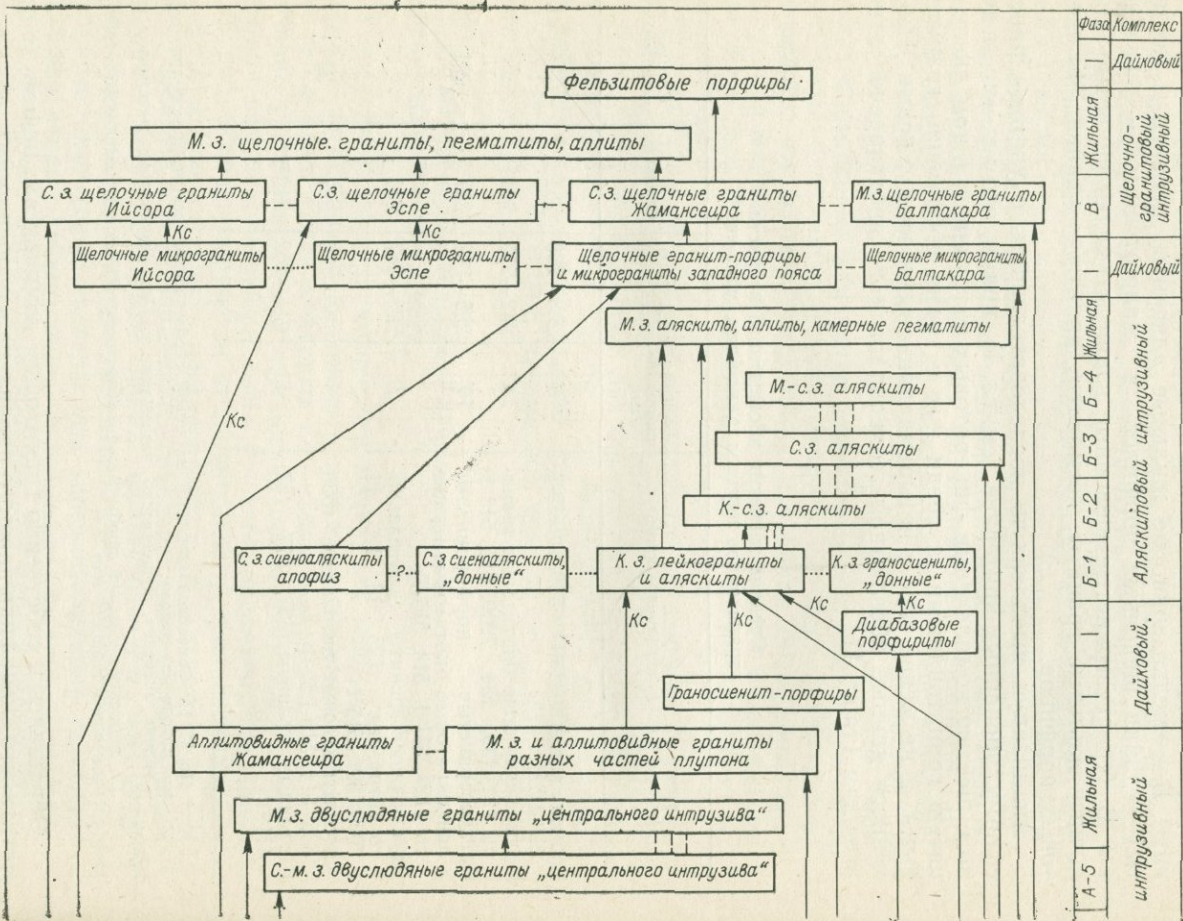 Фаза
Комплекс
|
Дайковый
Фельзитовые порфиры
Жильная
Щелочно-
гранитовый
интрузивный
М. з. щелочные граниты, пегматиты, аплиты
С. з. щелочные граниты
Ийсора
С.з. щелочные граниты
Эспе
С.з. щелочные граниты
Жамансеира
М.з. щелочные граниты
Балтакара
В
Кс
Кс
Щелочные микрограниты
Ийсора
Щелочные микрограниты
Эспе
Щелочные гранит-порфиры
и микрограниты западного пояса
Щелочные микрограниты
Балтакара
|
Дайковый
М. з. аляскиты, аплиты, камерные пегматиты
Жильная
Аляскитовый интрузивный
М.-с.з. аляскиты
Б-4
Кс
С.з. аляскиты
Б-3
К.-с.з. аляскиты
Б-2
С. з. сиеноаляскиты
апофиз
?
С. з. сиеноаляскиты,
„донные“
К. з. лейкограниты
и аляскиты
К. з. граносиениты,
„донные“
Б-1
Кс
Кс
Кс
Кс
Диабазовые
порфириты
|
Дайковый.
Граносиенит-порфиры
|
Аплитовидные граниты
Жамансеира
М. з. и аплитовидные граниты
разных частей плутона
Жильная
интрузивный
М. з. двуслюдяные граниты „центрального интрузива“
С.-м. з. двуслюдяные граниты „центрального интрузива“
А-5